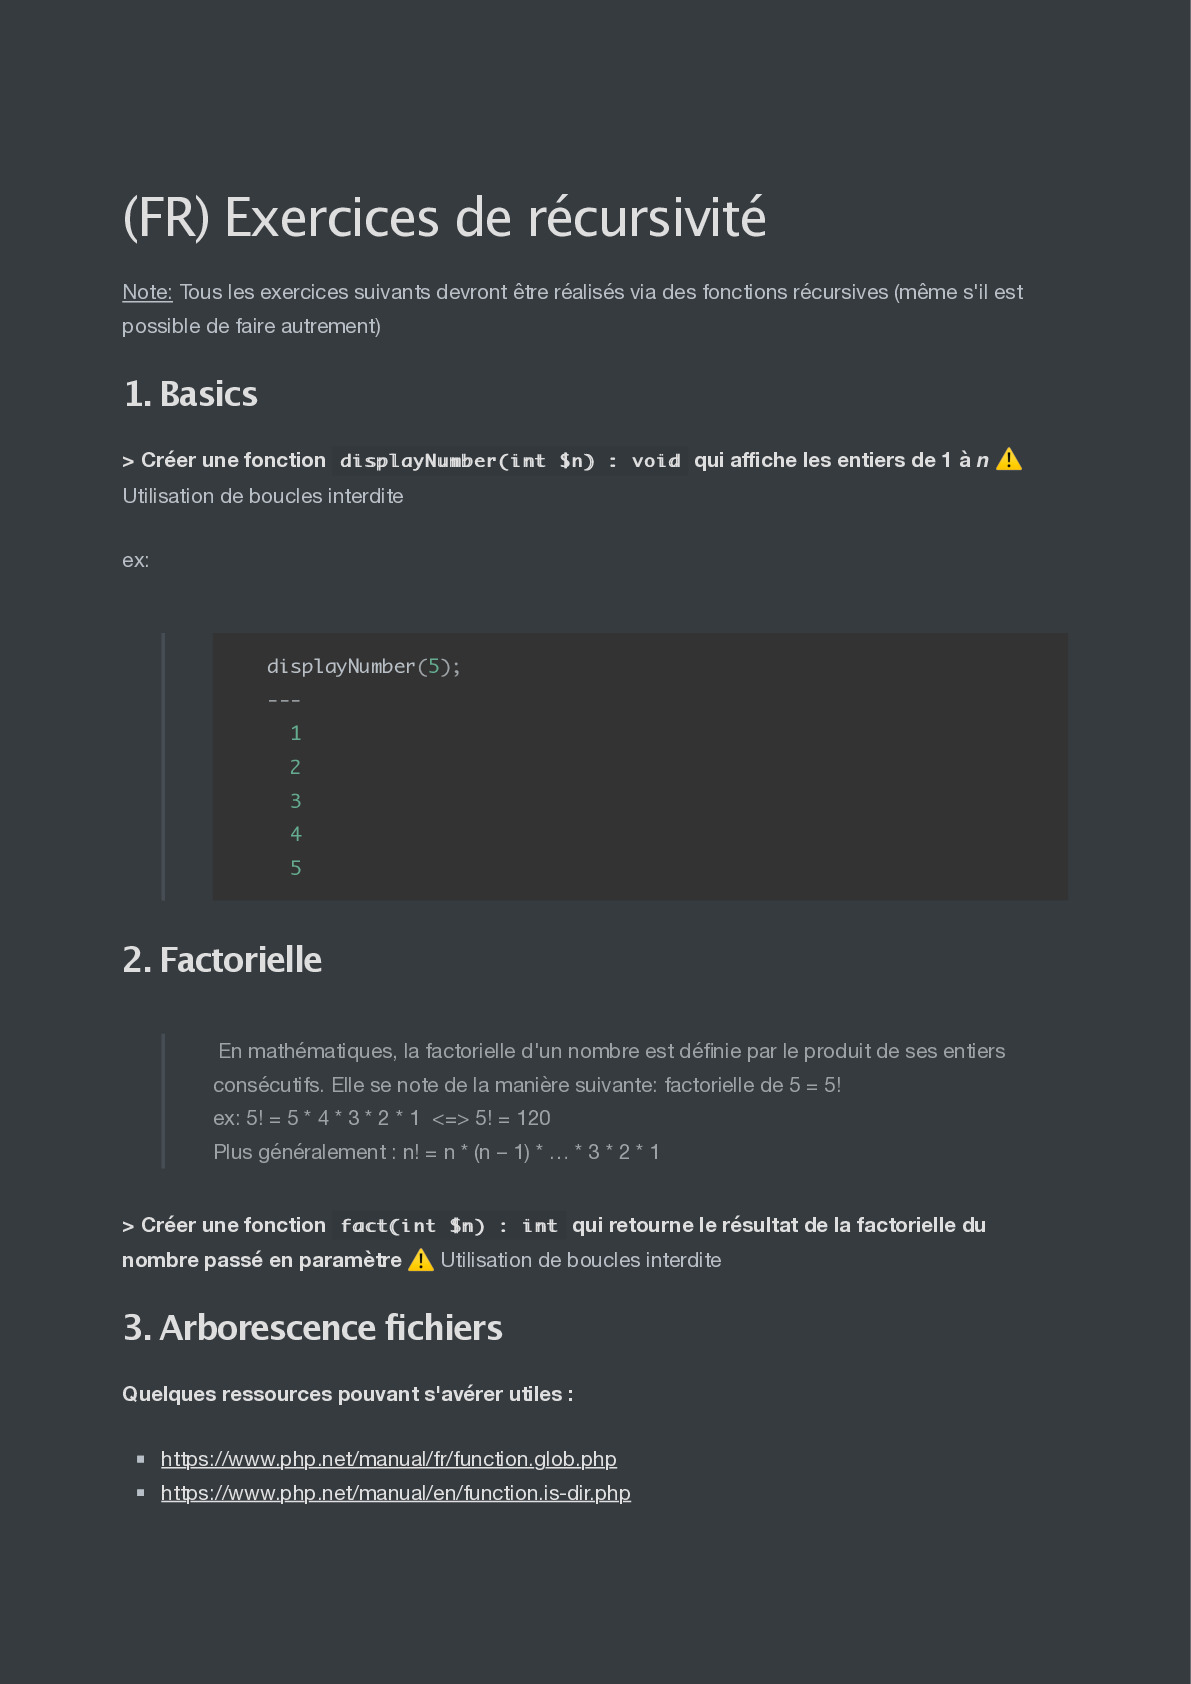 (FR) Exercices de récursivité
Note: Tous les exercices suivants devront être réalisés via des fonctions récursives (même s'il est
possible de faire autrement)
1. Basics
> Créer une fonction displayNumber(int $n) : void qui affiche les entiers de 1 à n ⚠️
Utilisation de boucles interdite
ex:
displayNumber(5);
---
1
2
3
4
5
2. Factorielle
En mathématiques, la factorielle d'un nombre est définie par le produit de ses entiers
consécutifs. Elle se note de la manière suivante: factorielle de 5 = 5!
ex: 5! = 5 * 4 * 3 * 2 * 1 <=> 5! = 120
Plus généralement : n! = n * (n – 1) * … * 3 * 2 * 1
> Créer une fonction fact(int $n) : int qui retourne le résultat de la factorielle du
nombre passé en paramètre ⚠️ Utilisation de boucles interdite
3. Arborescence fichiers
Quelques ressources pouvant s'avérer utiles :
▪ https://www.php.net/manual/fr/function.glob.php
▪ https://www.php.net/manual/en/function.is-dir.php